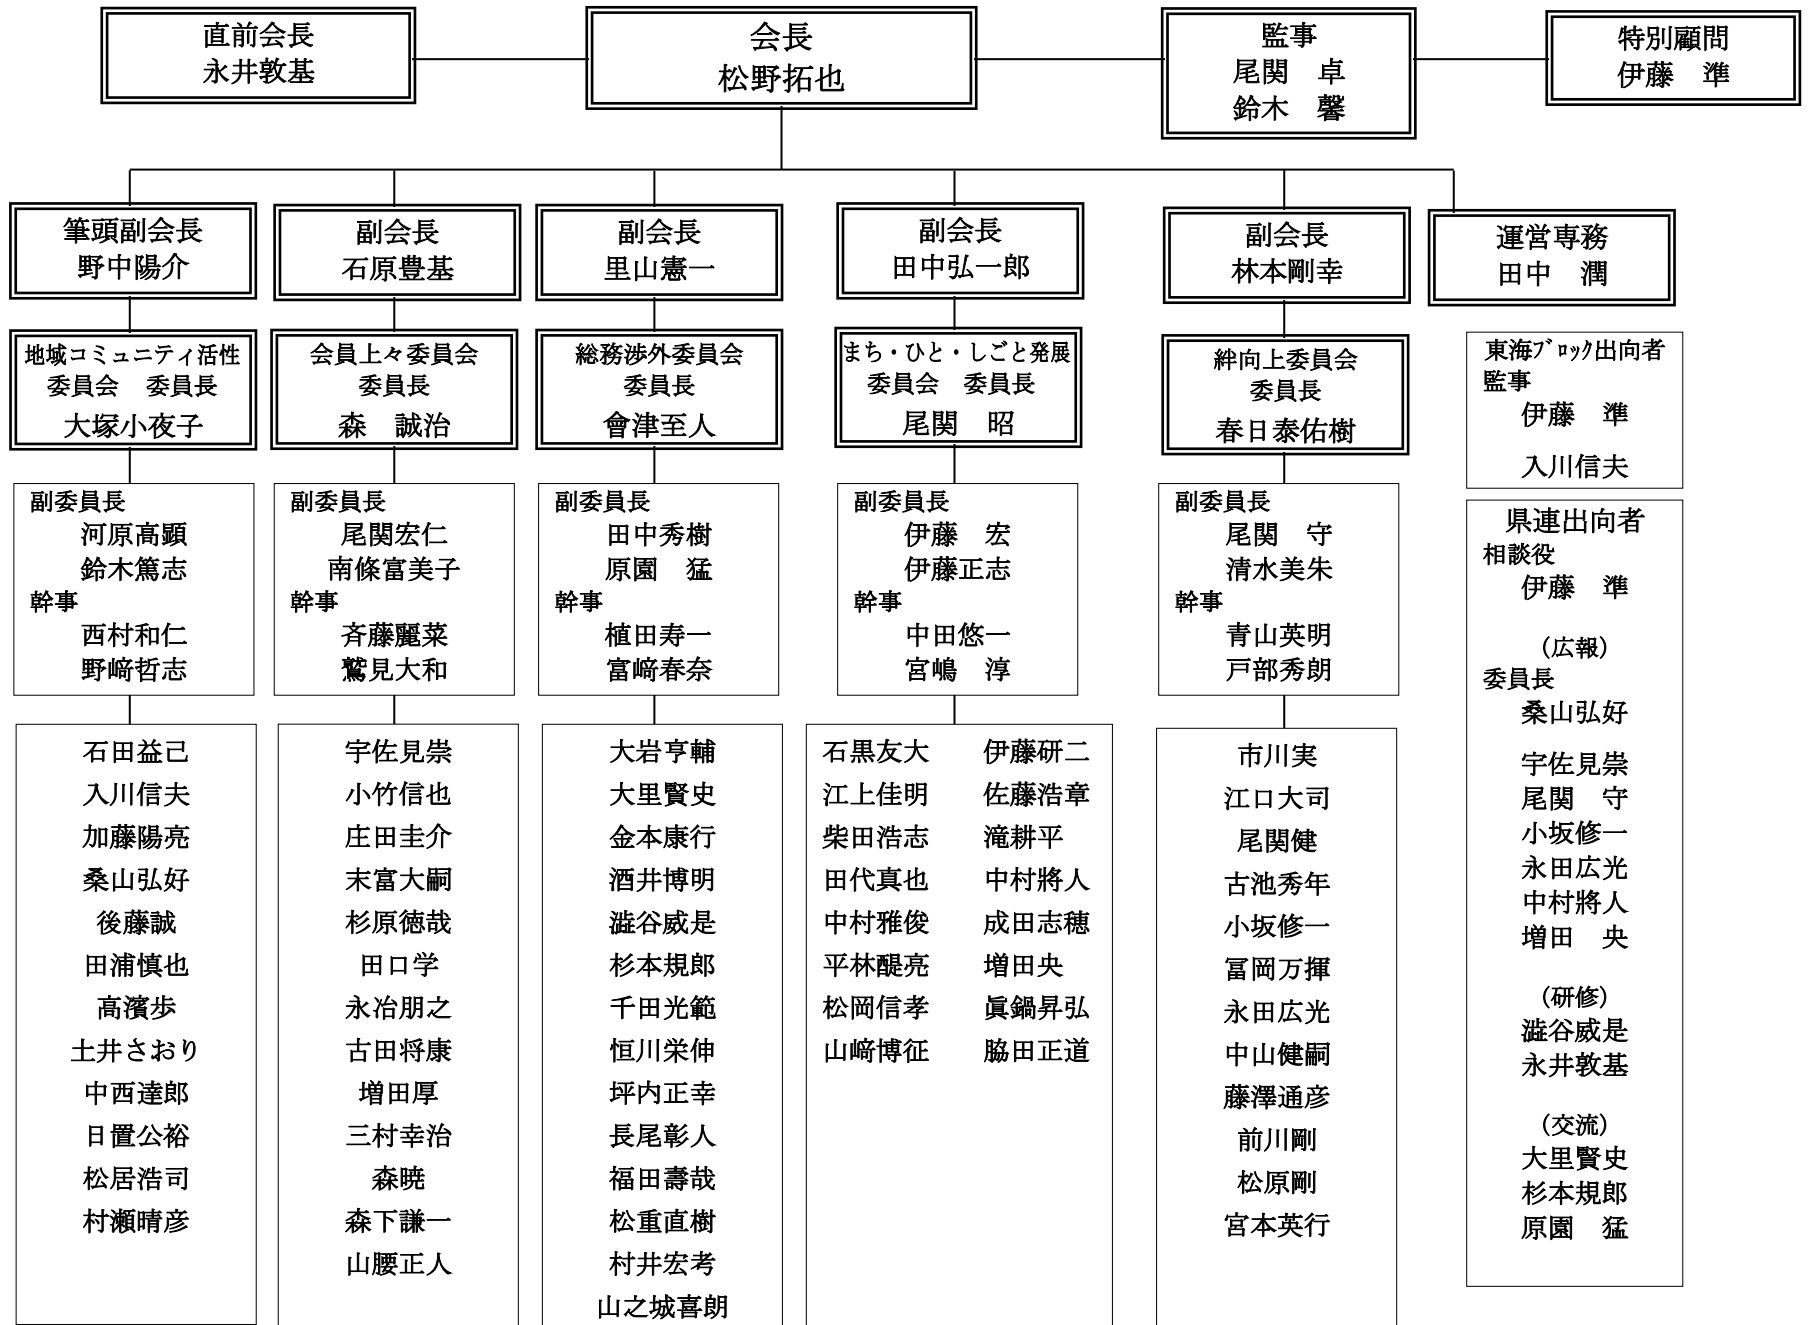 直前会長
永井敦基
会長
松野拓也
監事
尾関　卓
鈴木　馨
特別顧問
伊藤　準
筆頭副会長
野中陽介
副会長
石原豊基
副会長
里山憲一
副会長
田中弘一郎
副会長
林本剛幸
運営専務
田中　潤
地域コミュニティ活性
委員会　委員長
大塚小夜子
会員上々委員会
委員長
森　誠治
総務渉外委員会
委員長
會津至人
まち・ひと・しごと発展
委員会　委員長
尾関　昭
絆向上委員会
委員長
春日泰佑樹
副委員長
河原高顕
鈴木篤志
幹事
西村和仁
野﨑哲志
副委員長
尾関宏仁
南條富美子
幹事
斉藤麗菜
鷲見大和
副委員長
田中秀樹
原園　猛
幹事
植田寿一
富﨑春奈
副委員長
伊藤　宏
伊藤正志
幹事
中田悠一
宮嶋　淳
副委員長
尾関　守
清水美朱
幹事
青山英明
戸部秀朗
石田益己
入川信夫
加藤陽亮
桑山弘好
後藤誠
田浦慎也
高濱歩
土井さおり
中西達郎
日置公裕
松居浩司
村瀬晴彦
宇佐見崇
小竹信也
庄田圭介
末富大嗣
杉原徳哉
田口学
永冶朋之
古田将康
増田厚
三村幸治
森暁
森下謙一
山腰正人
大岩亨輔
大里賢史
金本康行
酒井博明
澁谷威是
杉本規郎
千田光範
恒川栄伸
坪内正幸
長尾彰人
福田壽哉
松重直樹
村井宏考
山之城喜朗
石黒友大
江上佳明
柴田浩志
田代真也
中村雅俊
平林醍亮
松岡信孝
山﨑博征
伊藤研二
佐藤浩章
滝耕平
中村將人
成田志穂
増田央
眞鍋昇弘
脇田正道
市川実
江口大司
尾関健
古池秀年
小坂修一
冨岡万揮
永田広光
中山健嗣
藤澤通彦
前川剛
松原剛
宮本英行
東海ﾌﾞﾛｯｸ出向者
監事
伊藤　準
入川信夫
県連出向者
相談役
伊藤　準
（広報）
委員長
桑山弘好
宇佐見崇
尾関　守
小坂修一
永田広光
中村將人
増田　央
（研修）
澁谷威是
永井敦基
（交流）
大里賢史
杉本規郎
原園　猛